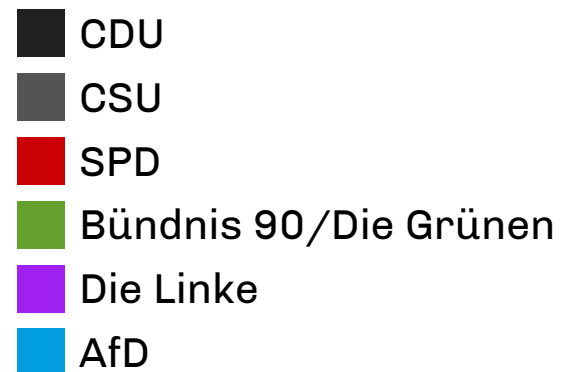 CDU
CSU
SPD
Bündnis 90/Die Grünen
Die Linke
AfD